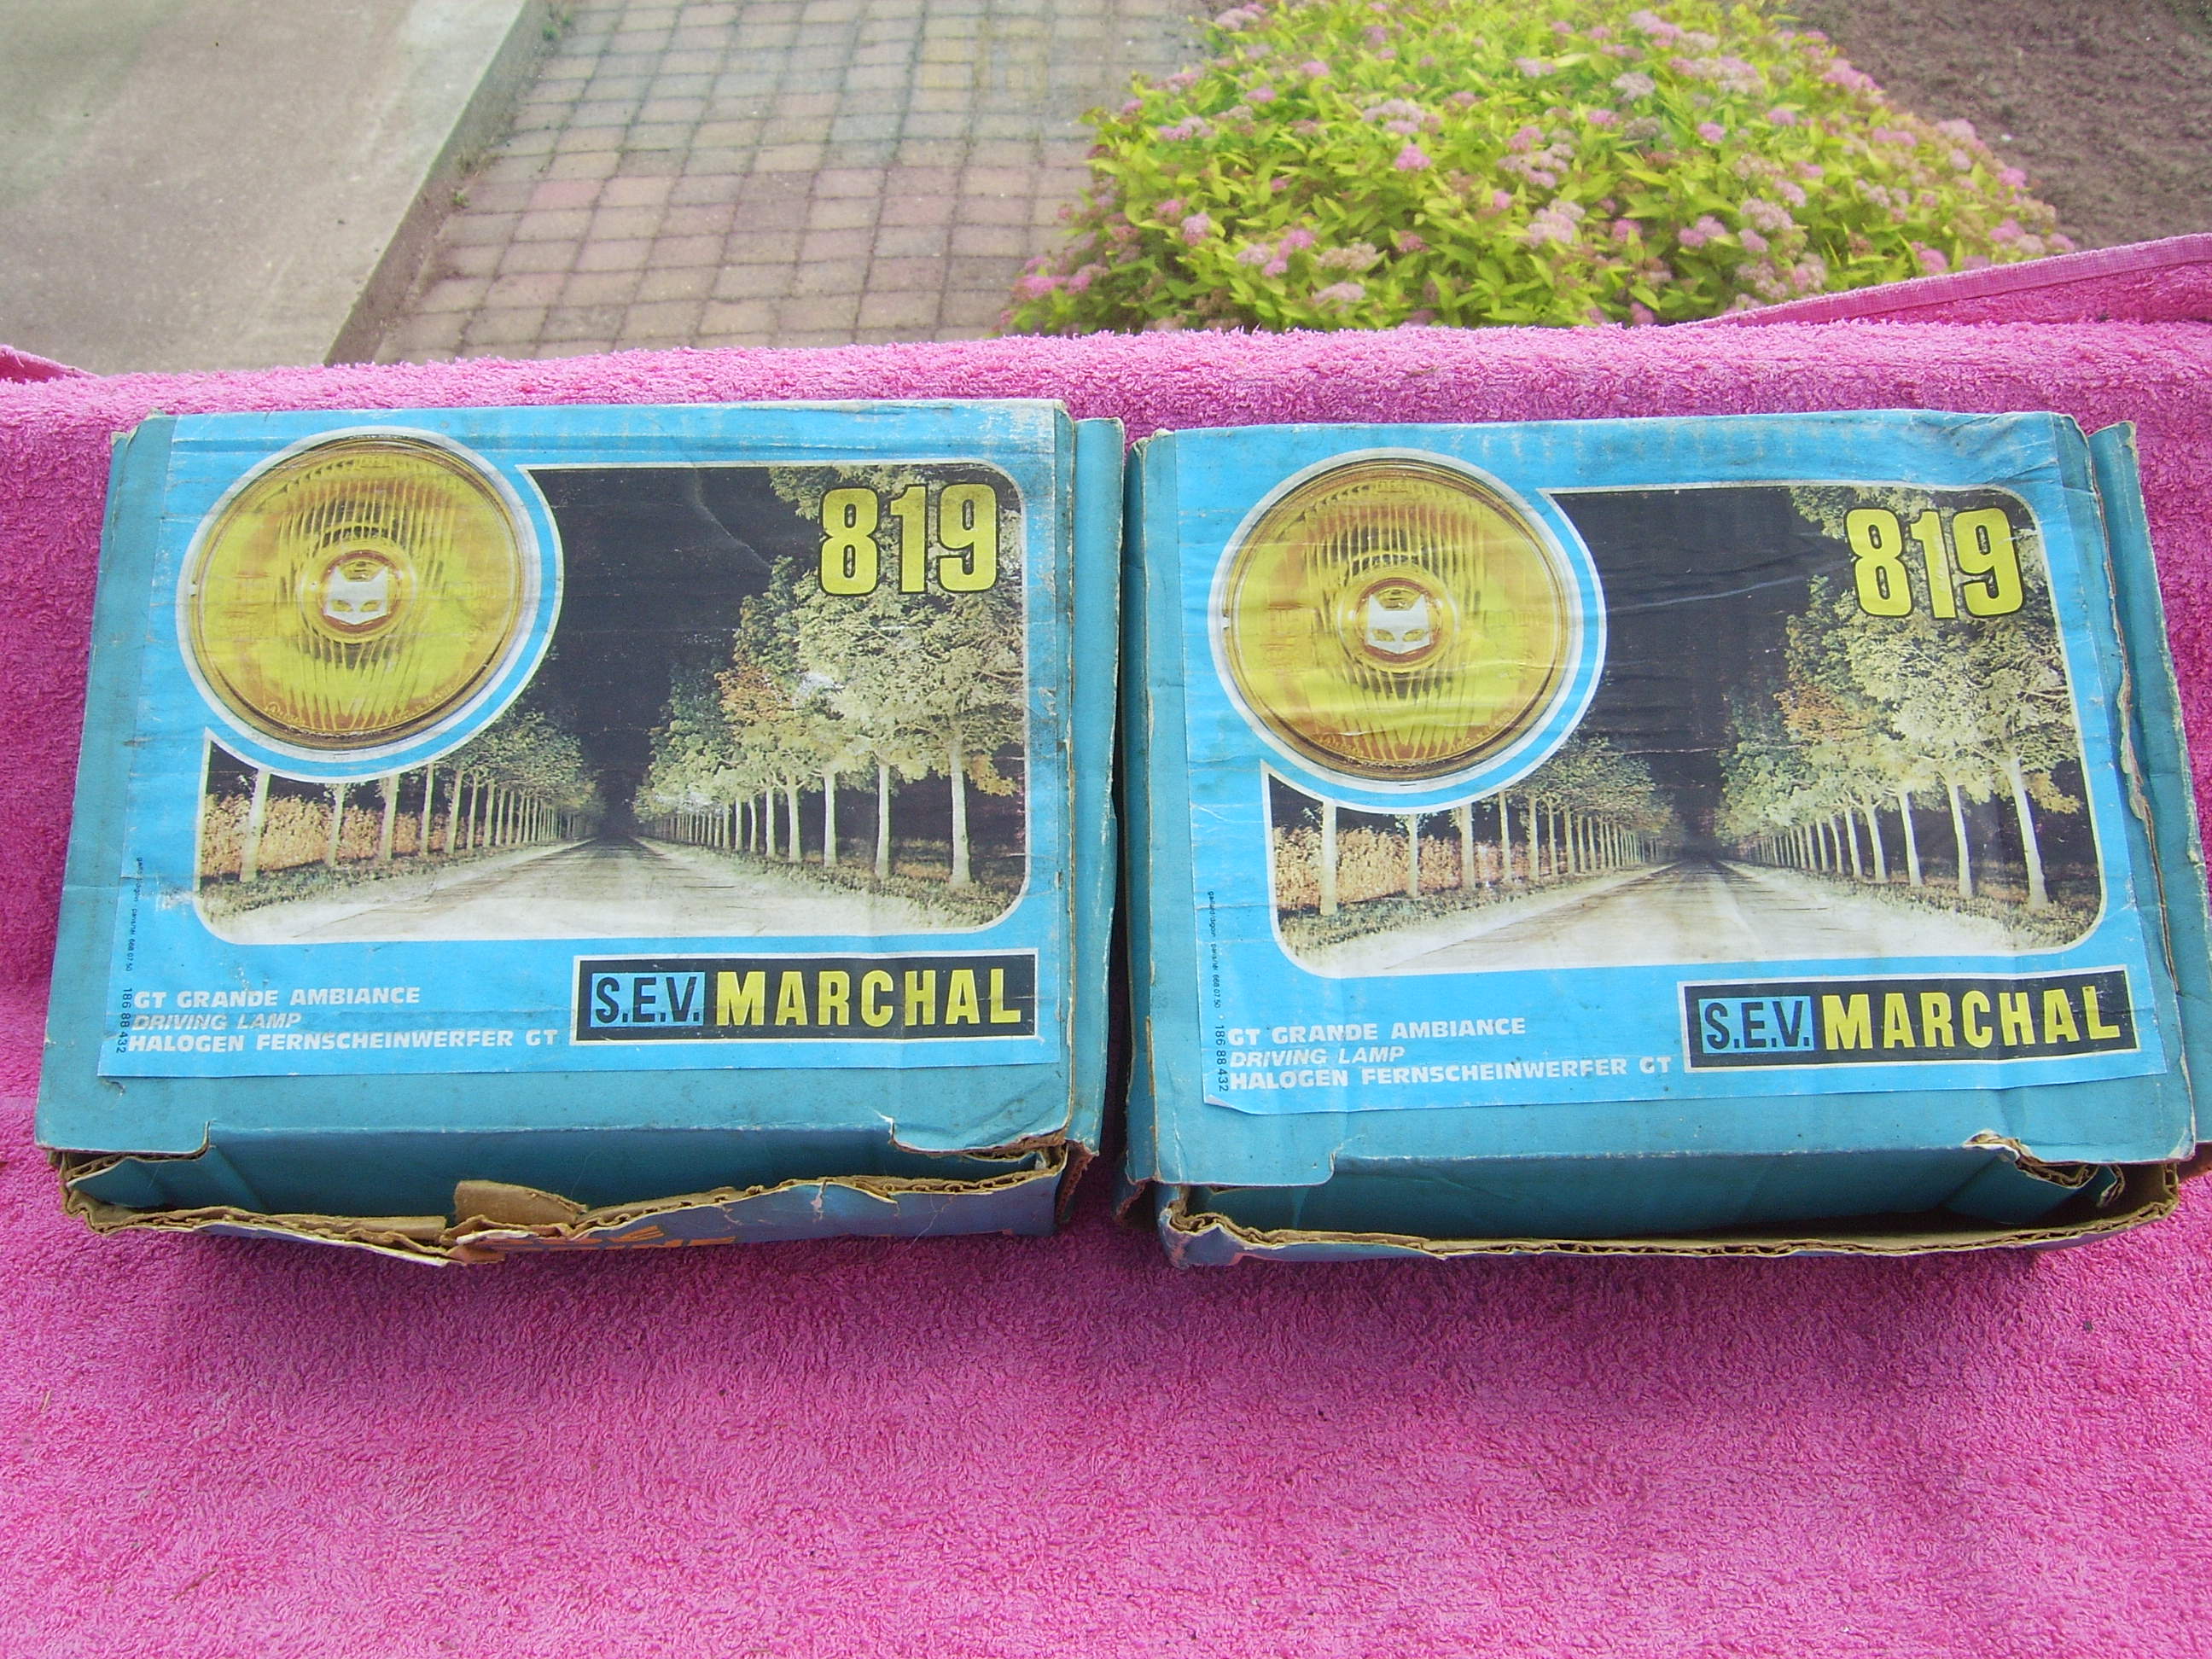 819
GT GRANDE AMBIANCE
DRIVING LAMP
HALOGEN FERNSCHEINWERFER GT
S.E.V. MARCHAL
186 88 432
819
GT GRANDE AMBIANCE
DRIVING LAMP
HALOGEN FERNSCHEINWERFER GT
S.E.V. MARCHAL
186 88 432